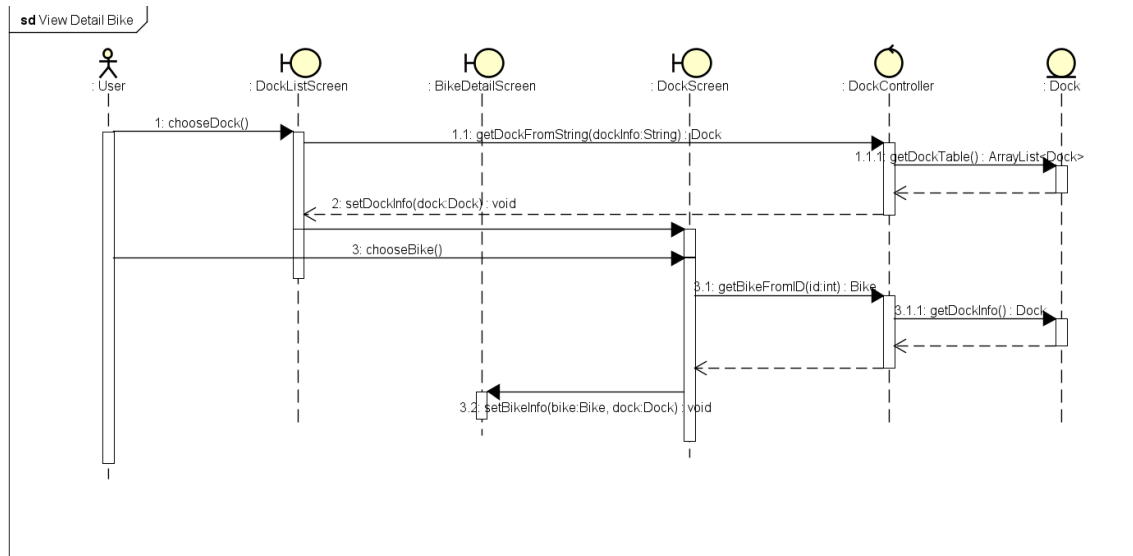 sd View Detail Bike
: User
: DockListScreen
: BikeDetailScreen
: DockScreen
: DockController
: Dock
1: chooseDock()
1.1: getDockFromString(dockInfo:String) : Dock
1.1.1: getDockTable() : ArrayList<Dock>
2: setDockInfo(dock:Dock) : void
3: chooseBike()
3.1: getBikeFromID(id:int) : Bike
3.1.1: getDockInfo() : Dock
3.2: setBikeInfo(bike:Bike, dock:Dock) : void